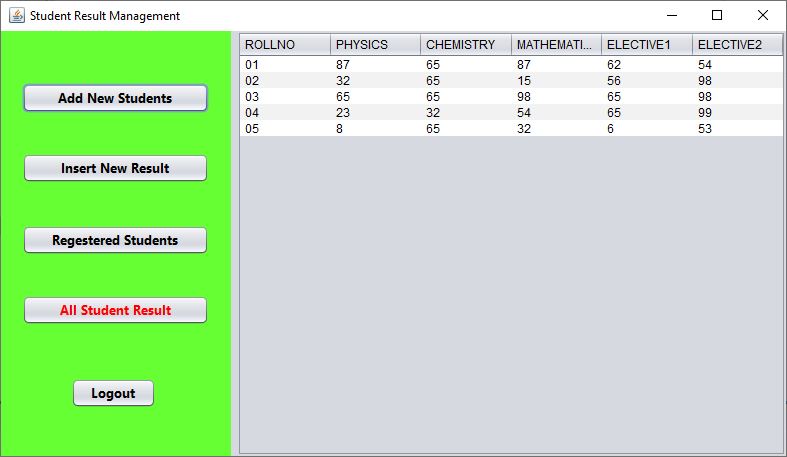 Student Result Management
Add New Students
Insert New Result
Regestered Students
All Student Result
Logout
ROLLNO PHYSICS CHEMISTRY MATHEMATI... ELECTIVE1 ELECTIVE2
01 87 65 87 62 54
02 32 65 15 56 98
03 65 65 98 65 98
04 23 32 54 65 99
05 8 65 32 6 53